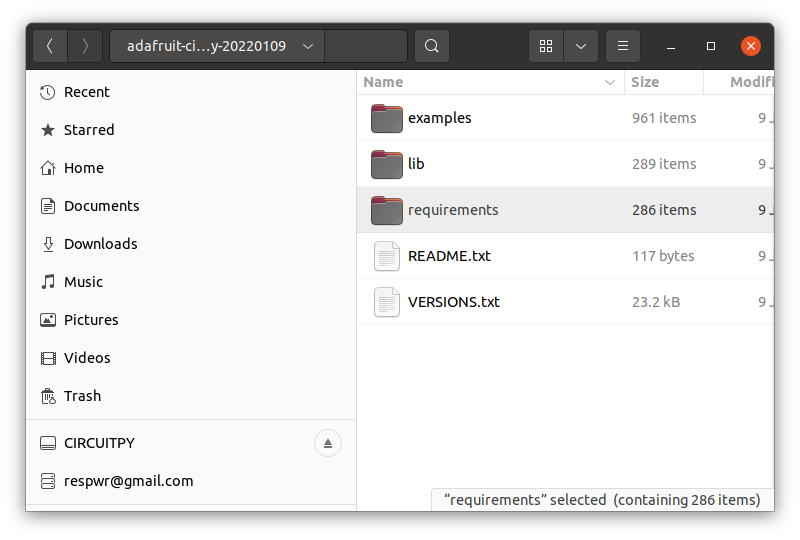 adafruit-ci...y-20220109
Name Size Modifi
Recent
Starred
Home
Documents
Downloads
Music
Pictures
Videos
Trash
CIRCUITPY
respwr@gmail.com
examples 961 items 9 J
lib 289 items 9 J
requirements 286 items 9 J
README.txt 117 bytes 9 J
VERSIONS.txt 23.2 kB 9 J
“requirements” selected (containing 286 items)